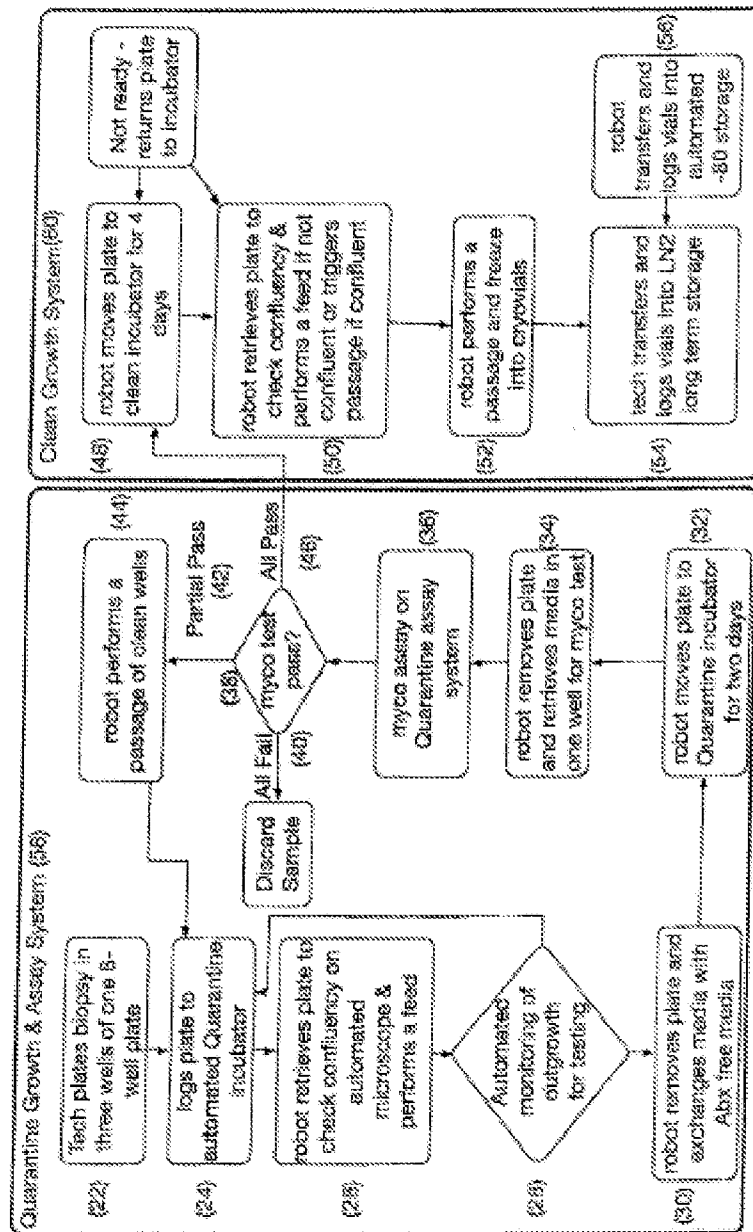 Quarantine Growth & Assay System (58)
(22)
Tech plates biopsy in
three wells of one 6-
well plate
(24)
logs plate to
automated Quarantine
incubator
(26)
robot retrieves plate to
check confluency on
automated
microscope &
performs a feed
(28)
Automated
monitoring of
outgrowth
for testing
(30)
robot removes plate and
exchanges media with
Abx free media
(44)
robot performs a
passage of clean wells
Partial Pass
(42)
(38)
myco test
pass?
All Fail
(40)
Discard
Sample
All Pass
(46)
(36)
myco assay on
Quarantine assay
system
robot removes plate (34)
and retrieves media in
one well for myco test
(32)
robot moves plate to
Quarantine incubator
for two days
Clean Growth System (60)
(48)
robot moves plate to
clean incubator for 4
days
Not ready -
returns plate
to incubator
(50)
robot retrieves plate to
check confluency &
performs a feed if not
confluent or triggers
passage if confluent
(52)
robot performs a
passage and freeze
into cryovials
(54)
tech transfers and
logs vials into LN2
long term storage
(56)
robot
transfers and
logs vials into
automated
-80 storage